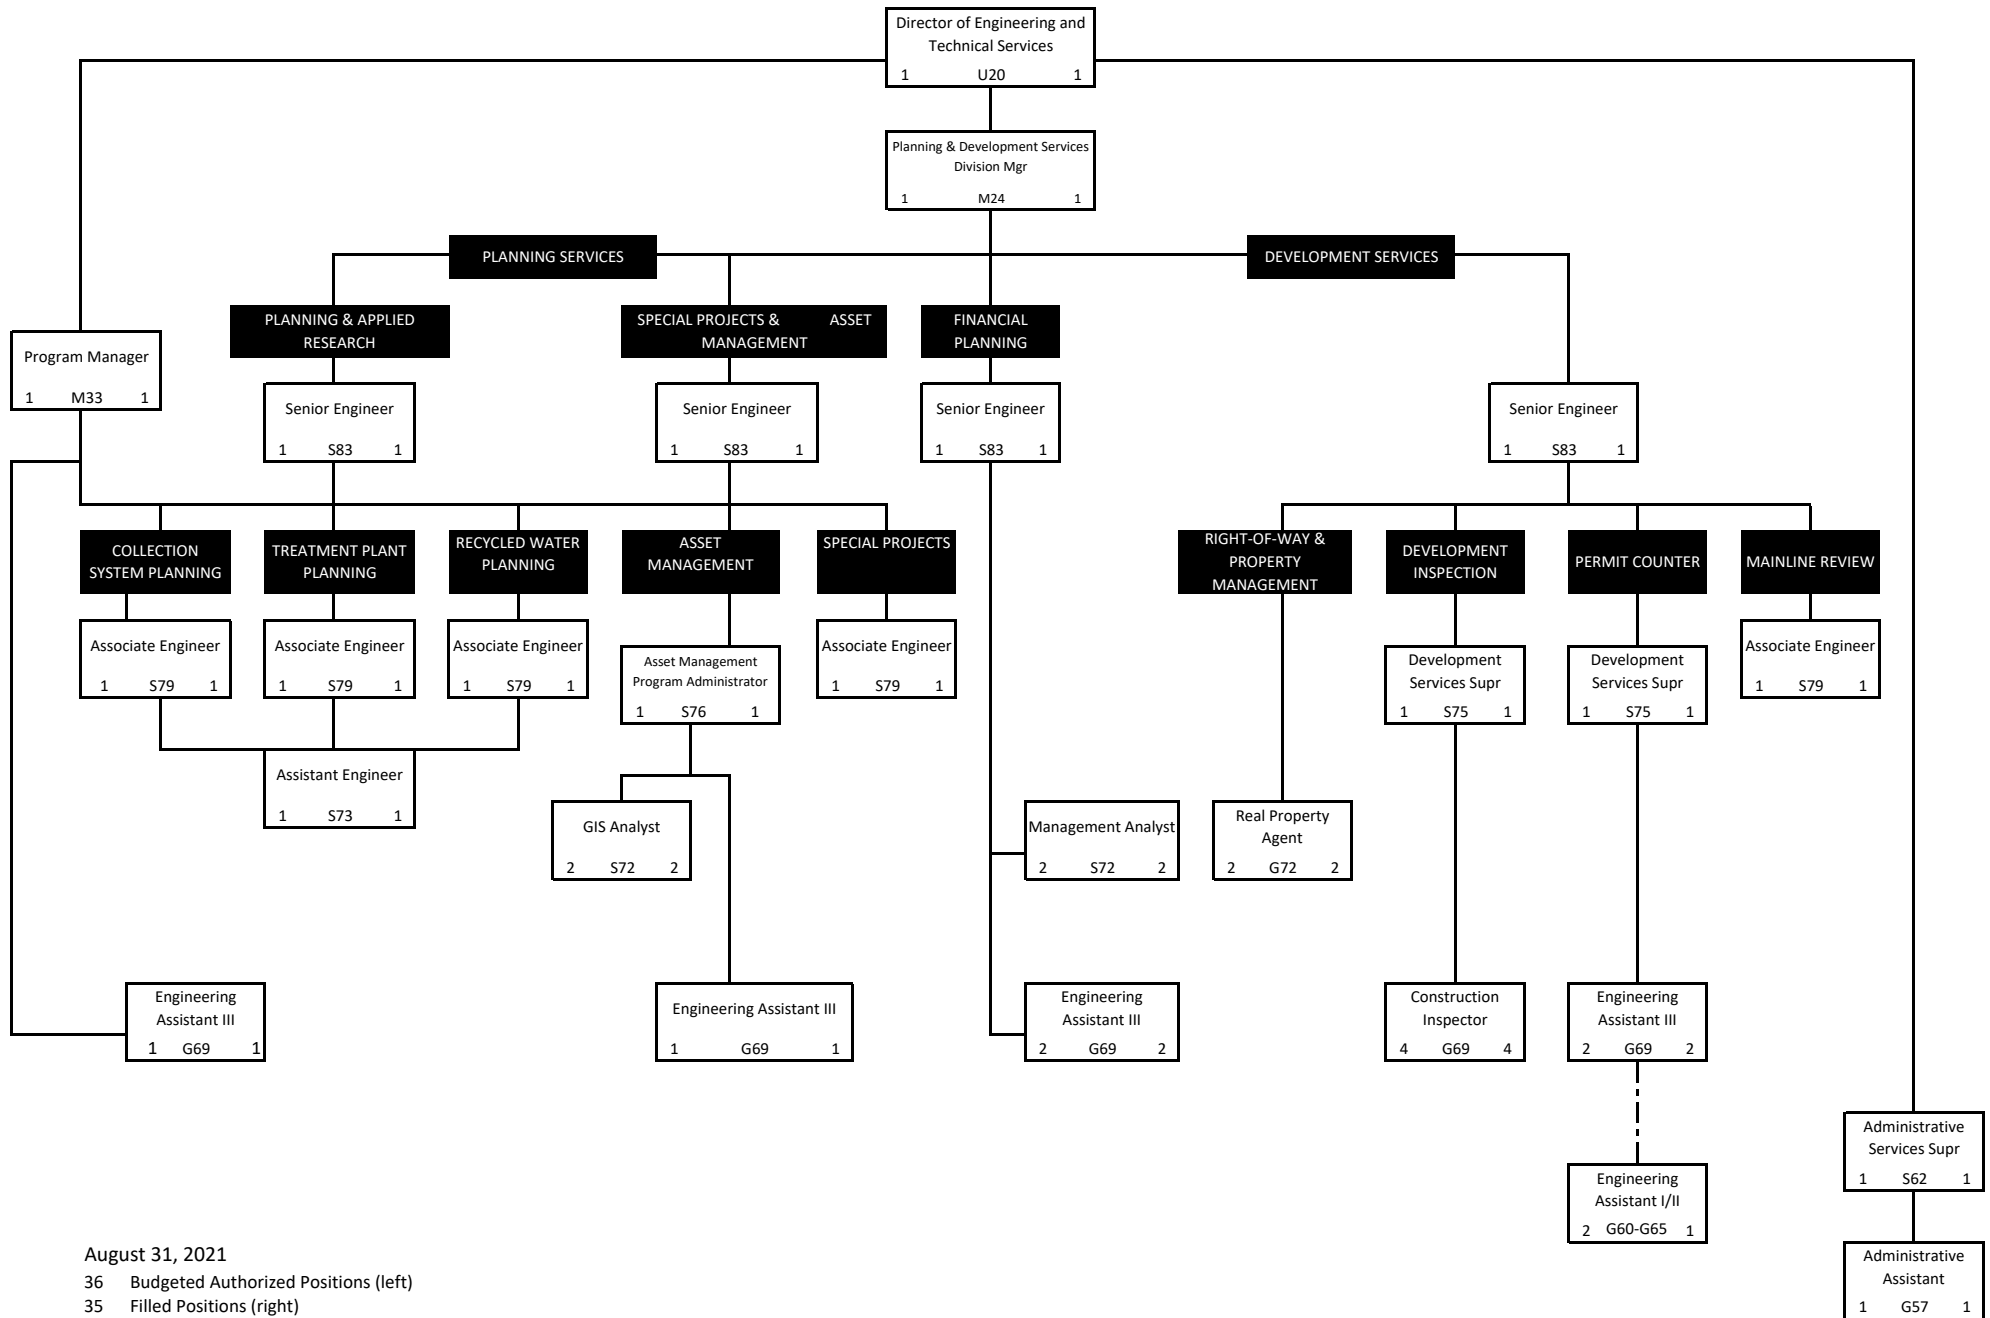 Director of Engineering and
Technical Services
1 U20 1
Planning & Development Services
Division Mgr
1 M24 1
PLANNING SERVICES
DEVELOPMENT SERVICES
PLANNING & APPLIED
RESEARCH
SPECIAL PROJECTS & ASSET
MANAGEMENT
FINANCIAL
PLANNING
Program Manager
1 M33 1
Senior Engineer
1 S83 1
Senior Engineer
1 S83 1
Senior Engineer
1 S83 1
Senior Engineer
1 S83 1
COLLECTION
SYSTEM PLANNING
TREATMENT PLANT
PLANNING
RECYCLED WATER
PLANNING
ASSET
MANAGEMENT
SPECIAL PROJECTS
RIGHT-OF-WAY &
PROPERTY
MANAGEMENT
DEVELOPMENT
INSPECTION
PERMIT COUNTER
MAINLINE REVIEW
Associate Engineer
1 S79 1
Associate Engineer
1 S79 1
Associate Engineer
1 S79 1
Asset Management
Program Administrator
1 S76 1
Associate Engineer
1 S79 1
Development
Services Supr
1 S75 1
Development
Services Supr
1 S75 1
Associate Engineer
1 S79 1
Assistant Engineer
1 S73 1
GIS Analyst
2 S72 2
Management Analyst
2 S72 2
Real Property
Agent
2 G72 2
Engineering
Assistant III
1 G69 1
Engineering Assistant III
1 G69 1
Engineering
Assistant III
2 G69 2
Construction
Inspector
4 G69 4
Engineering
Assistant III
2 G69 2
Administrative
Services Supr
1 S62 1
Engineering
Assistant I/II
2 G60-G65 1
Administrative
Assistant
1 G57 1
August 31, 2021
36 Budgeted Authorized Positions (left)
35 Filled Positions (right)